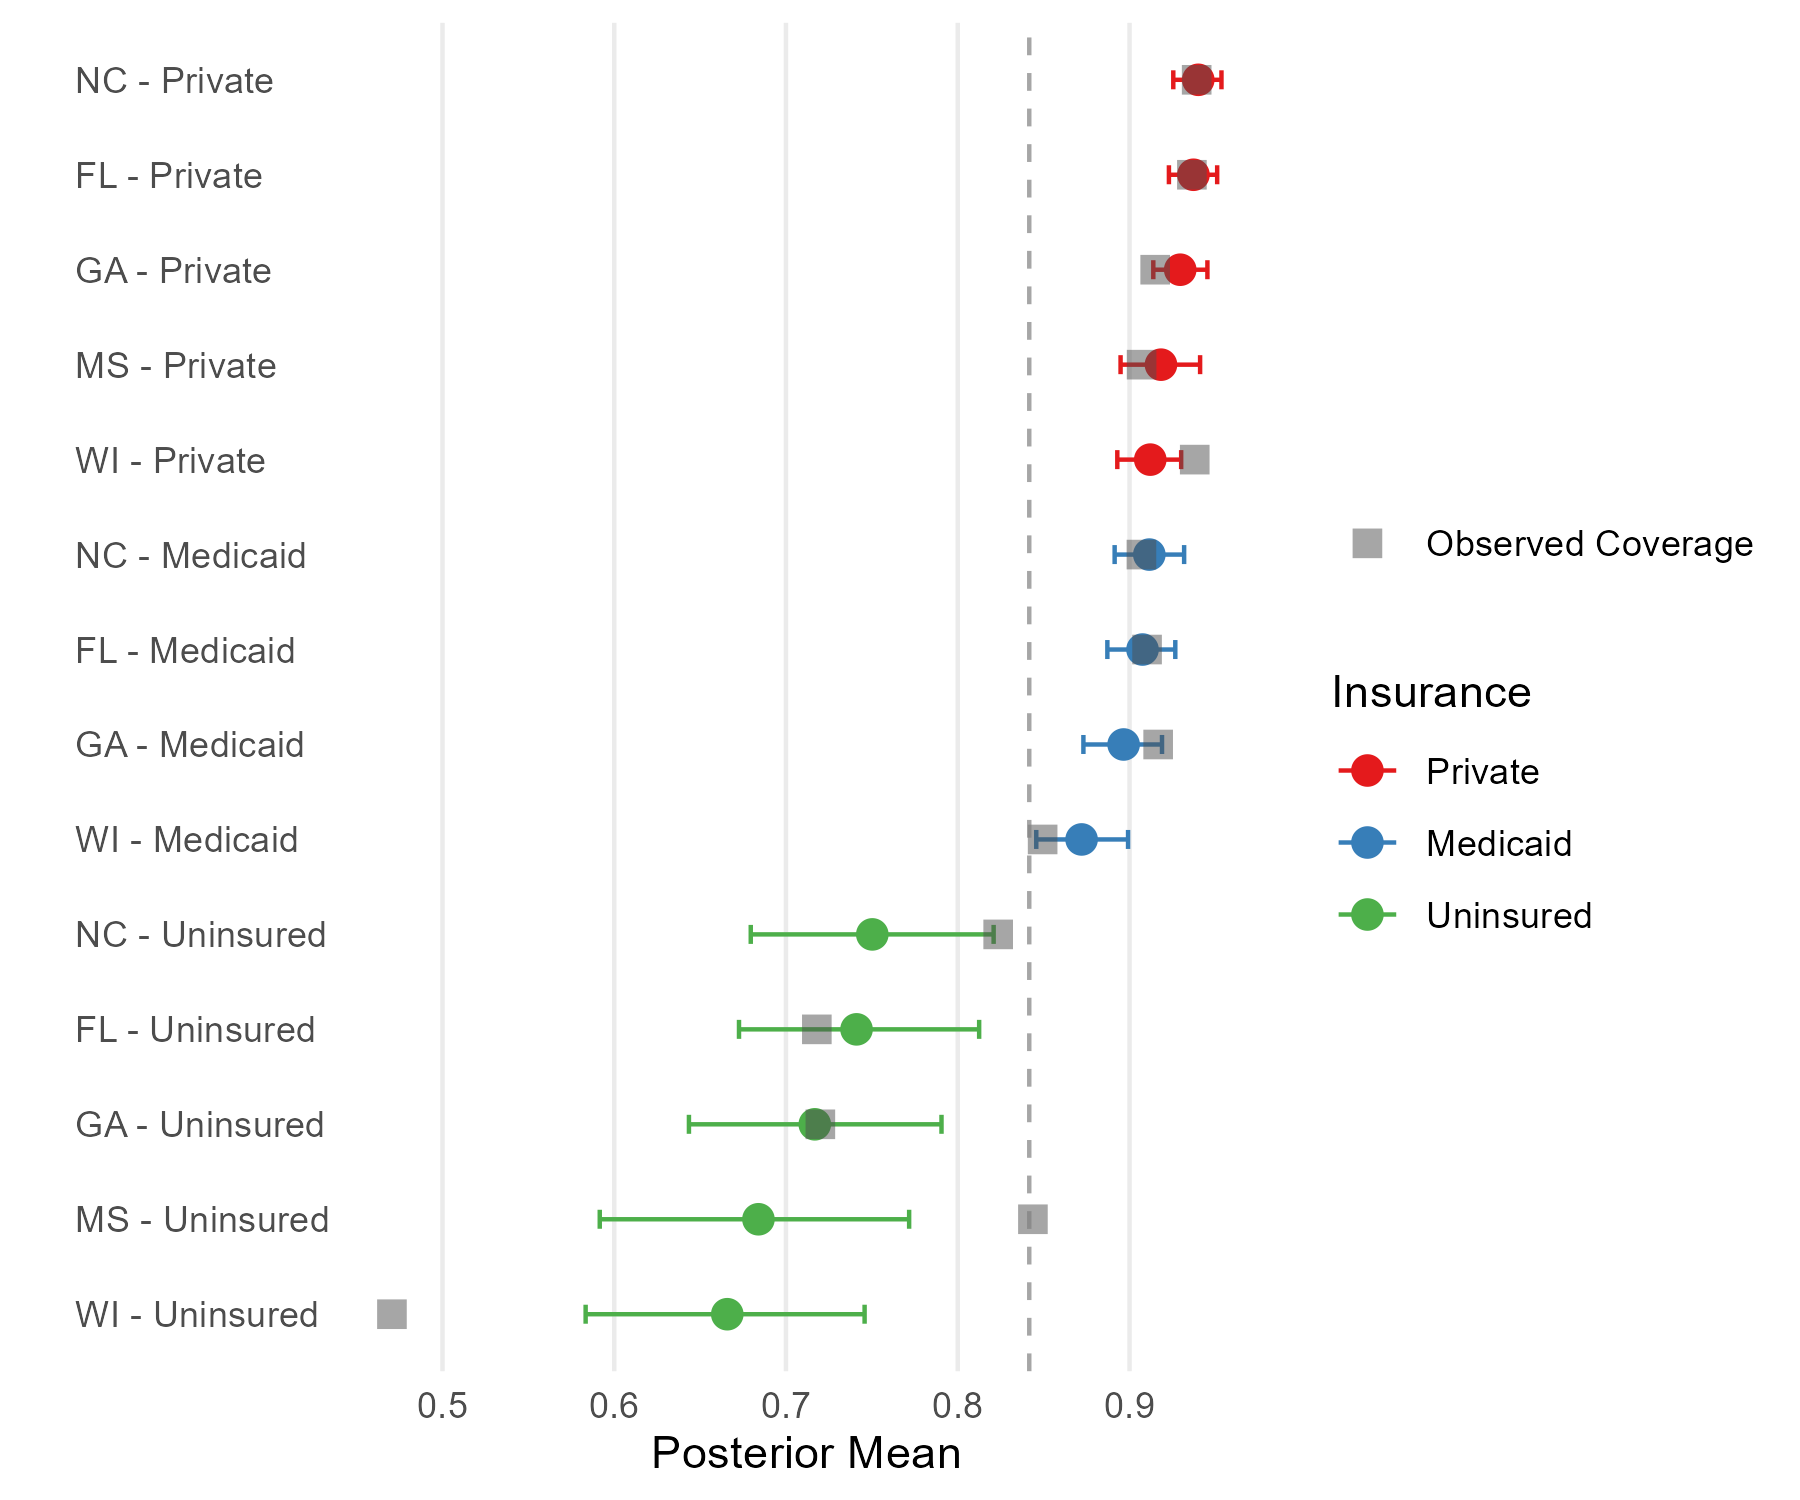 NC - Private
FL - Private
GA - Private
MS - Private
WI - Private
NC - Medicaid
FL - Medicaid
GA - Medicaid
WI - Medicaid
NC - Uninsured
FL - Uninsured
GA - Uninsured
MS - Uninsured
WI - Uninsured
0.5 0.6 0.7 0.8 0.9
Posterior Mean
Observed Coverage
Insurance
Private
Medicaid
Uninsured